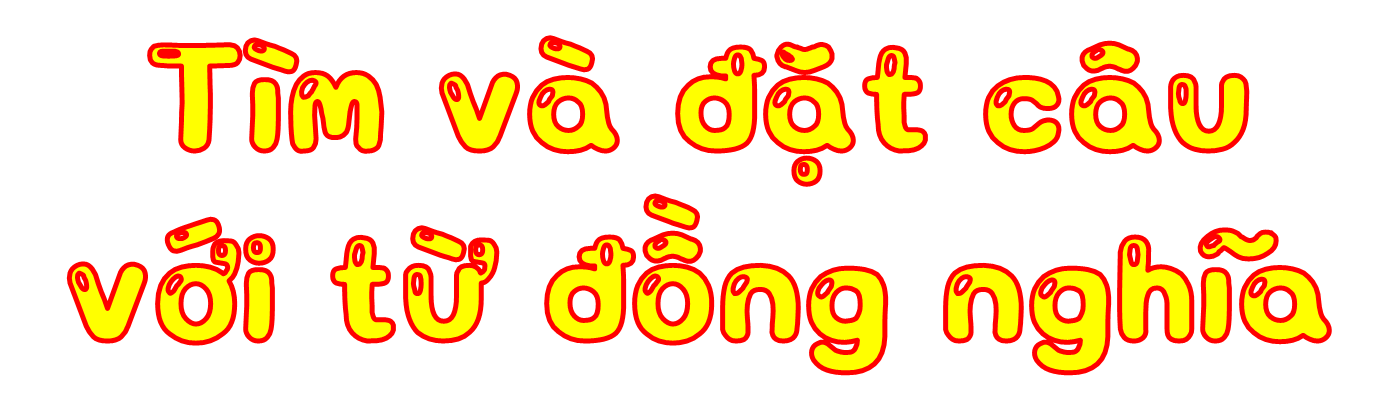 Tìm và đặt câu
với từ đồng nghĩa